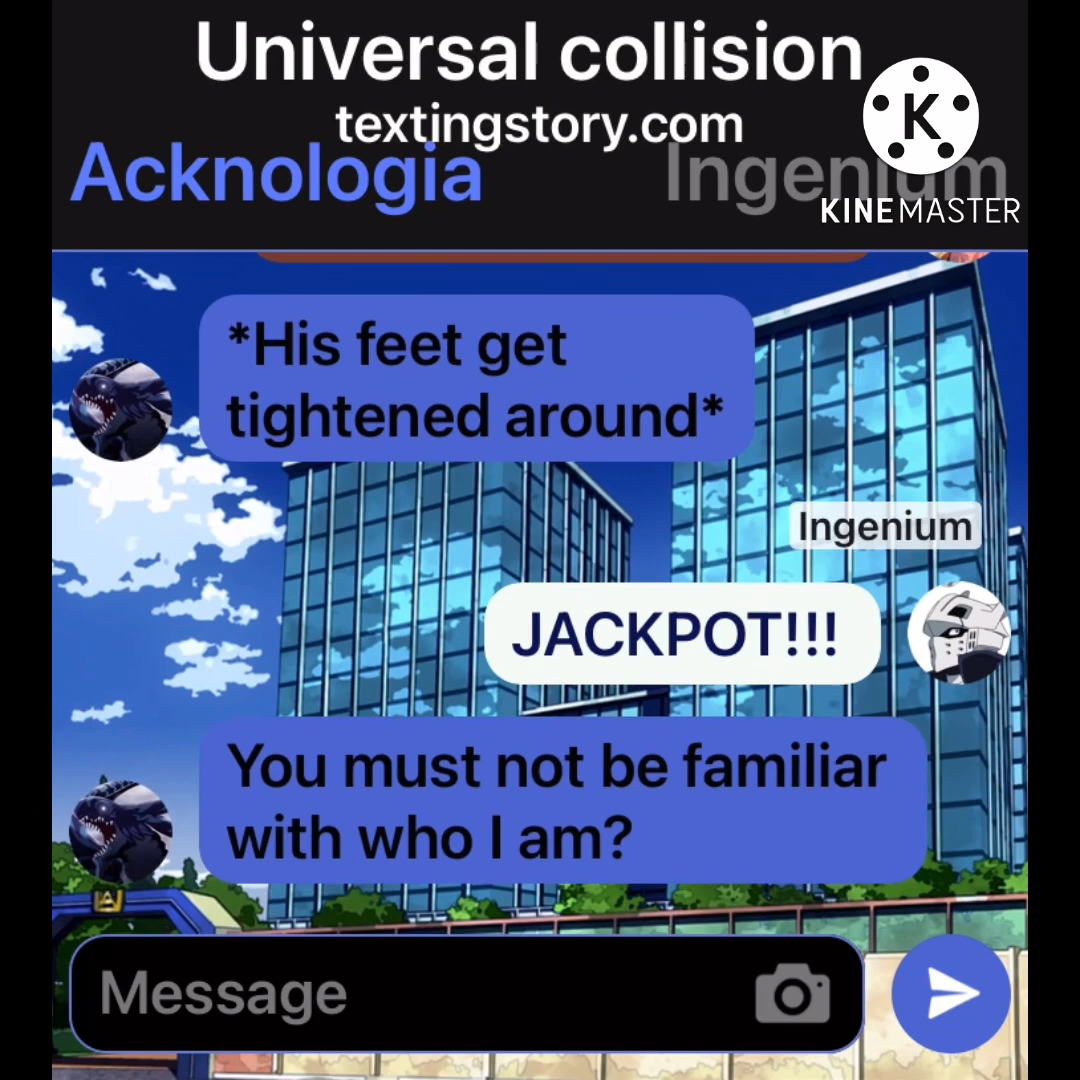 Universal collision
textingstory.com
Acknologia
Ingenium
K
KINEMASTER
*His feet get
tightened around*
Ingenium
JACKPOT!!!
You must not be familiar
with who I am?
Message